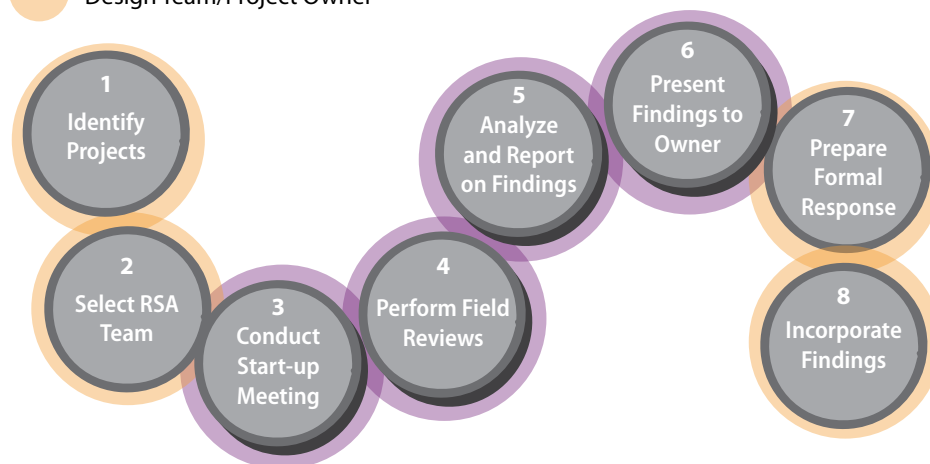 Design Team/Project Owner
1
Identify
Projects
2
Select RSA
Team
3
Conduct
Start-up
Meeting
4
Perform Field
Reviews
5
Analyze
and Report
on Findings
6
Present
Findings to
Owner
7
Prepare
Formal
Response
8
Incorporate
Findings